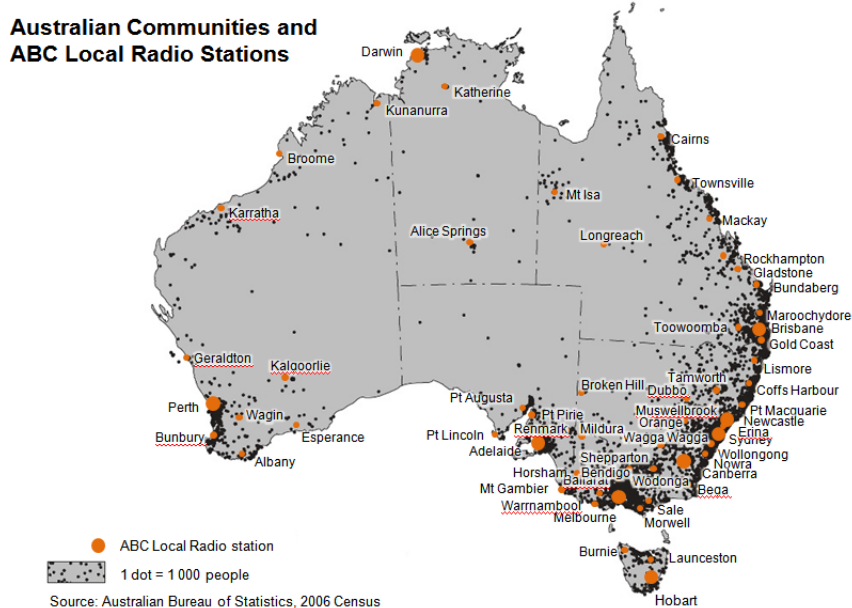 Australian Communities and
ABC Local Radio Stations
Darwin
Katherine
Kununurra
Cairns
Broome
Townsville
Mt Isa
Karratha
Mackay
Alice Springs
Longreach
Rockhampton
Gladstone
Bundaberg
Maroochydore
Toowoomba
Brisbane
Gold Coast
Geraldton
Kalgoorlie
Lismore
Tamworth
Broken Hill
Dubbo
Coffs Harbour
Pt Augusta
Perth
Muswellbrook
Pt Macquarie
Pt Pirie
Wagin
Orange
Newcastle
Renmark
Mildura
Erina
Pt Lincoln
Bunbury
Esperance
Wagga Wagga
Sydney
Adelaide
Wollongong
Shepparton
Albany
Nowra
Horsham
Bendigo
Canberra
Ballarat
Wodonga
Mt Gambier
Bega
Warrnambool
Sale
Melbourne
Morwell
ABC Local Radio station
Burnie
Launceston
1 dot = 1 000 people
Source: Australian Bureau of Statistics, 2006 Census
Hobart